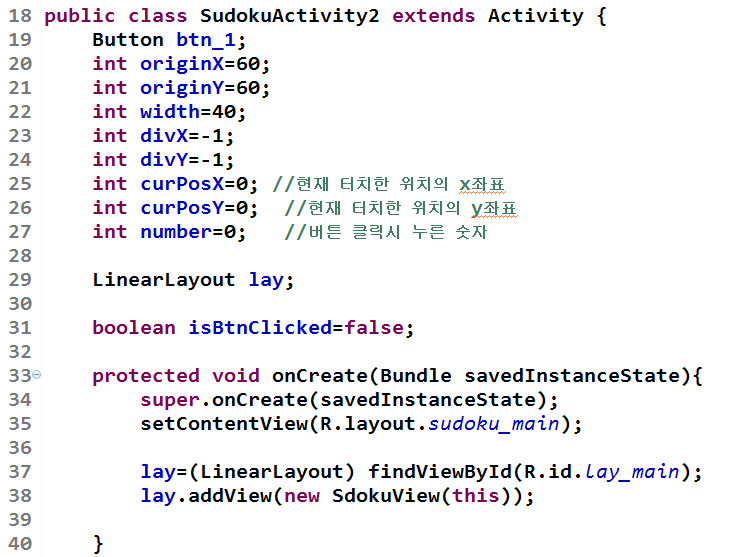 18 public class SudokuActivity2 extends Activity {
19     Button btn_1;
20     int originX=60;
21     int originY=60;
22     int width=40;
23     int divX=-1;
24     int divY=-1;
25     int curPosX=0; //현재 터치한 위치의 x좌표
26     int curPosY=0;  //현재 터치한 위치의 y좌표
27     int number=0;   //버튼 클릭시 누른 숫자
28
29     LinearLayout lay;
30
31     boolean isBtnClicked=false;
32
33     protected void onCreate(Bundle savedInstanceState){
34         super.onCreate(savedInstanceState);
35         setContentView(R.layout.sudoku_main);
36
37         lay=(LinearLayout) findViewById(R.id.lay_main);
38         lay.addView(new SdokuView(this));
39
40     }